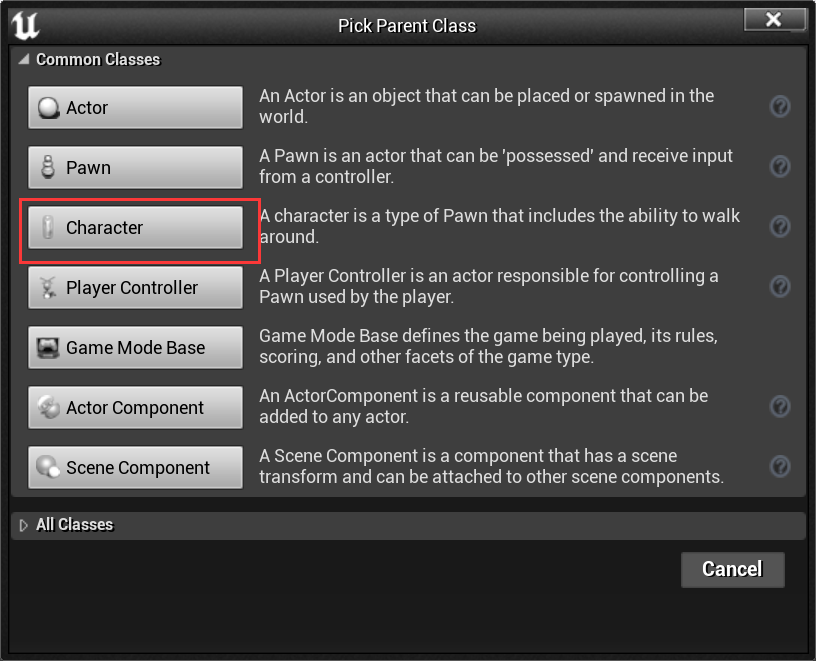 Pick Parent Class
Common Classes
Actor
An Actor is an object that can be placed or spawned in the
world.
Pawn
A Pawn is an actor that can be 'possessed' and receive input
from a controller.
Character
A character is a type of Pawn that includes the ability to walk
around.
Player Controller
A Player Controller is an actor responsible for controlling a
Pawn used by the player.
Game Mode Base
Game Mode Base defines the game being played, its rules,
scoring, and other facets of the game type.
Actor Component
An ActorComponent is a reusable component that can be
added to any actor.
Scene Component
A Scene Component is a component that has a scene
transform and can be attached to other scene components.
All Classes
Cancel